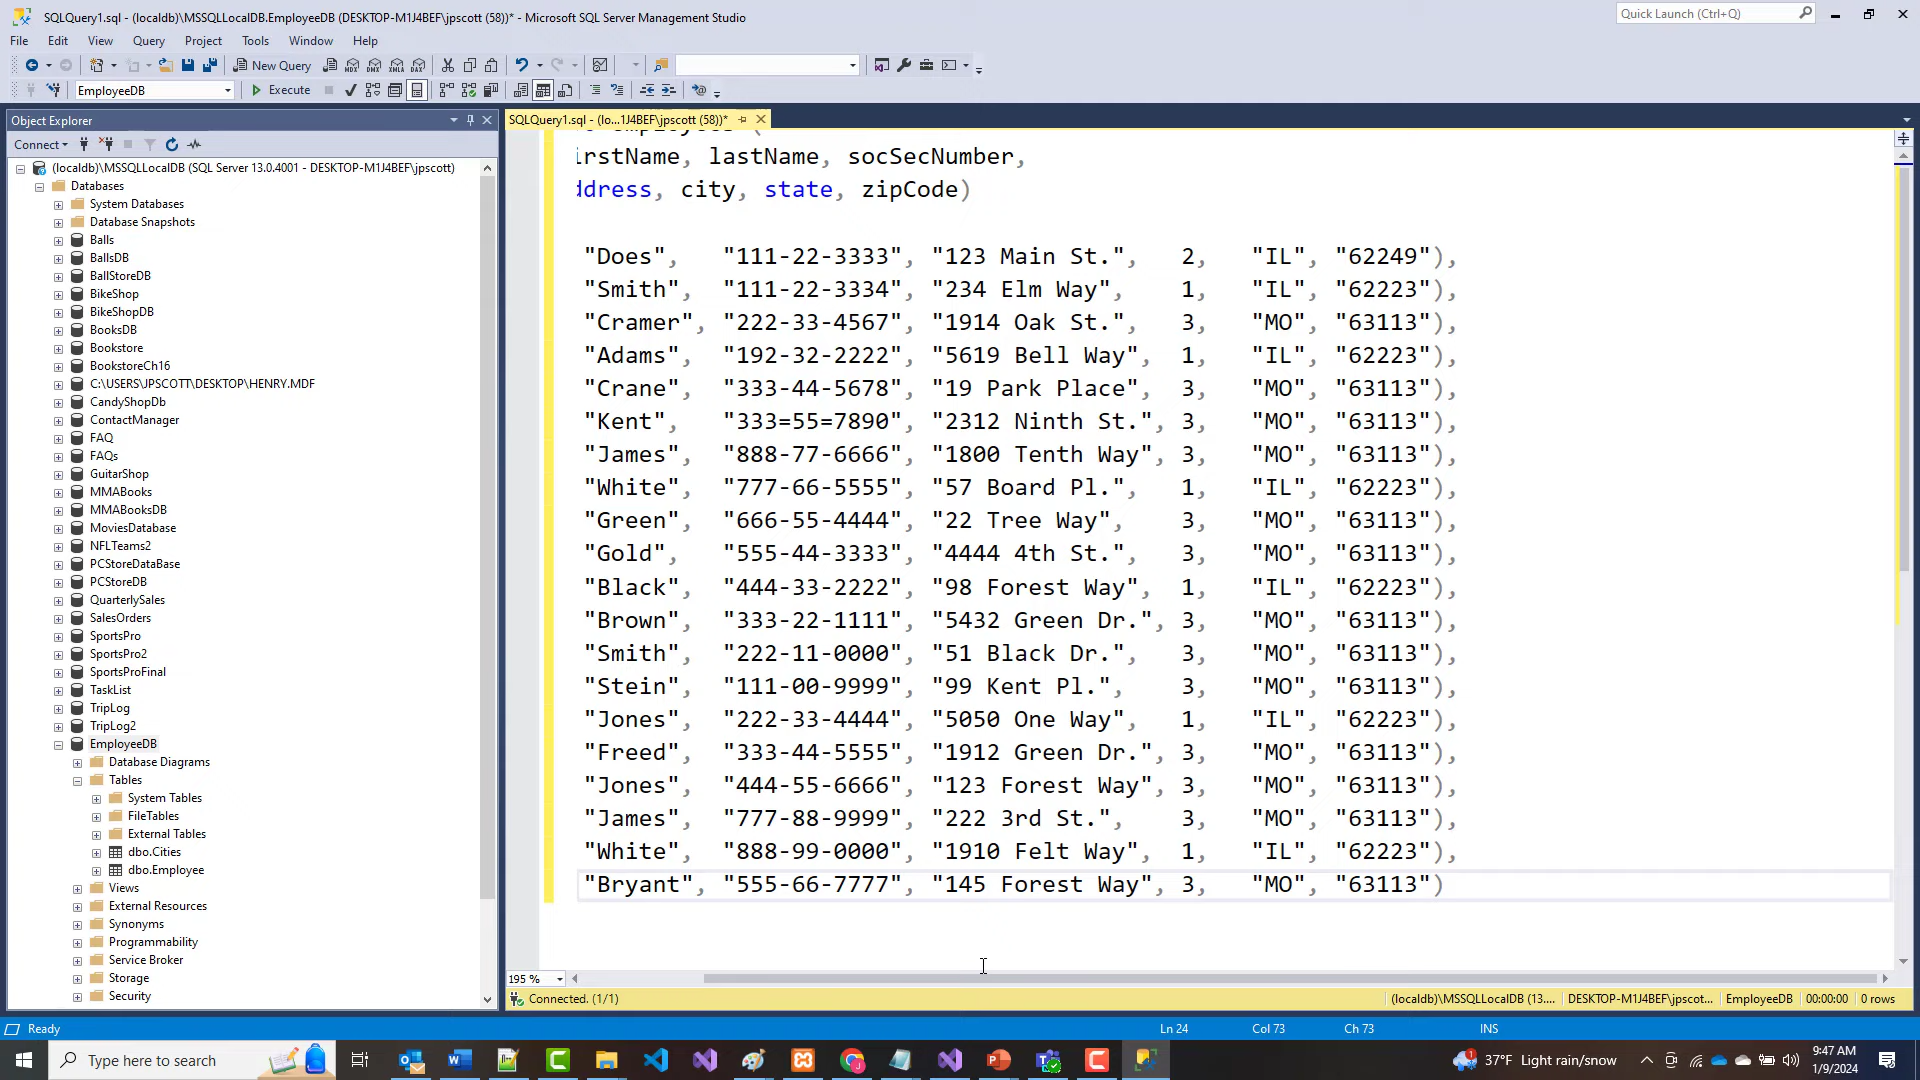 SQLQuery1.sql - (localdb)\MSSQLLocalDB.EmployeeDB (DESKTOP-M1J4BEF\jpscott (58))* - Microsoft SQL Server Management Studio
Quick Launch (Ctrl+Q)
File Edit View Query Project Tools Window Help
New Query
EmployeeDB
Execute
Object Explorer
Connect
(localdb)\MSSQLLocalDB (SQL Server 13.0.4001 - DESKTOP-M1J4BEF\jpscott)
Databases
System Databases
Database Snapshots
Balls
BallsDB
BallStoreDB
BikeShop
BikeShopDB
BooksDB
Bookstore
BookstoreCh16
C:\USERS\JPSCOTT\DESKTOP\HENRY.MDF
CandyShopDb
ContactManager
FAQ
FAQs
GuitarShop
MMABooks
MMABooksDB
MoviesDatabase
NFLTeams2
PCStoreDataBase
PCStoreDB
QuarterlySales
SalesOrders
SportsPro
SportsPro2
SportsProFinal
TaskList
TripLog
TripLog2
EmployeeDB
Database Diagrams
Tables
System Tables
FileTables
External Tables
dbo.Cities
dbo.Employee
Views
External Resources
Synonyms
Programmability
Service Broker
Storage
Security
SQLQuery1.sql - (lo...1J4BEF\jpscott (58))*
irstName, lastName, socSecNumber,
ddress, city, state, zipCode)
"Does", "111-22-3333", "123 Main St.", 2, "IL", "62249"),
"Smith", "111-22-3334", "234 Elm Way", 1, "IL", "62223"),
"Cramer", "222-33-4567", "1914 Oak St.", 3, "MO", "63113"),
"Adams", "192-32-2222", "5619 Bell Way", 1, "IL", "62223"),
"Crane", "333-44-5678", "19 Park Place", 3, "MO", "63113"),
"Kent", "333=55=7890", "2312 Ninth St.", 3, "MO", "63113"),
"James", "888-77-6666", "1800 Tenth Way", 3, "MO", "63113"),
"White", "777-66-5555", "57 Board Pl.", 1, "IL", "62223"),
"Green", "666-55-4444", "22 Tree Way", 3, "MO", "63113"),
"Gold", "555-44-3333", "4444 4th St.", 3, "MO", "63113"),
"Black", "444-33-2222", "98 Forest Way", 1, "IL", "62223"),
"Brown", "333-22-1111", "5432 Green Dr.", 3, "MO", "63113"),
"Smith", "222-11-0000", "51 Black Dr.", 3, "MO", "63113"),
"Stein", "111-00-9999", "99 Kent Pl.", 3, "MO", "63113"),
"Jones", "222-33-4444", "5050 One Way", 1, "IL", "62223"),
"Freed", "333-44-5555", "1912 Green Dr.", 3, "MO", "63113"),
"Jones", "444-55-6666", "123 Forest Way", 3, "MO", "63113"),
"James", "777-88-9999", "222 3rd St.", 3, "MO", "63113"),
"White", "888-99-0000", "1910 Felt Way", 1, "IL", "62223"),
"Bryant", "555-66-7777", "145 Forest Way", 3, "MO", "63113")
195 %
Connected. (1/1)
(localdb)\MSSQLLocalDB (13.... DESKTOP-M1J4BEF\jpscot... EmployeeDB 00:00:00 0 rows
Ready
Ln 24 Col 73 Ch 73 INS
Type here to search
37°F Light rain/snow
9:47 AM
1/9/2024